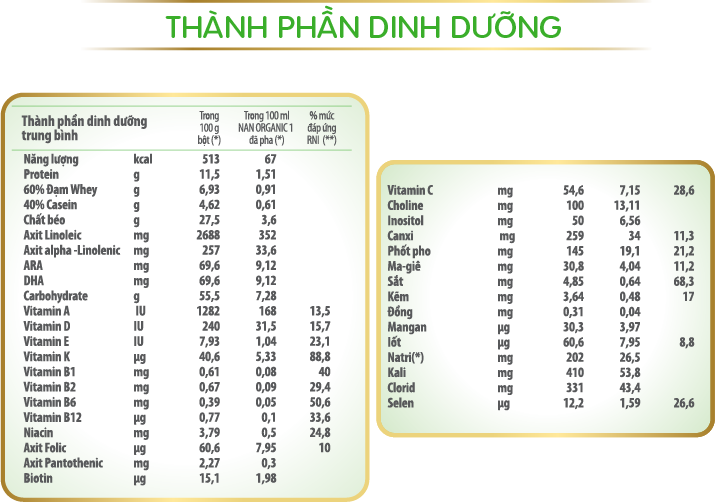 THÀNH PHẦN DINH DƯỠNG
Thành phần dinh dưỡng trung bình Trong 100 g bột (*) Trong 100 ml NAN ORGANIC 1 đã pha (*) % mức đáp ứng RNI (**)
Năng lượng kcal 513 67
Protein g 11,5 1,51
60% Đạm Whey g 6,93 0,91
40% Casein g 4,62 0,61
Chất béo g 27,5 3,6
Axit Linoleic mg 2688 352
Axit alpha -Linolenic mg 257 33,6
ARA mg 69,6 9,12
DHA mg 69,6 9,12
Carbohydrate g 55,5 7,28
Vitamin A IU 1282 168 13,5
Vitamin D IU 240 31,5 15,7
Vitamin E IU 7,93 1,04 23,1
Vitamin K µg 40,6 5,33 88,8
Vitamin B1 mg 0,61 0,08 40
Vitamin B2 mg 0,67 0,09 29,4
Vitamin B6 mg 0,39 0,05 50,6
Vitamin B12 µg 0,77 0,1 33,6
Niacin mg 3,79 0,5 24,8
Axit Folic µg 60,6 7,95 10
Axit Pantothenic mg 2,27 0,3
Biotin µg 15,1 1,98
Vitamin C mg 54,6 7,15 28,6
Choline mg 100 13,11
Inositol mg 50 6,56
Canxi mg 259 34 11,3
Phốt pho mg 145 19,1 21,2
Ma-giê mg 30,8 4,04 11,2
Sắt mg 4,85 0,64 68,3
Kẽm mg 3,64 0,48 17
Đồng mg 0,31 0,04
Mangan µg 30,3 3,97
Iốt µg 60,6 7,95 8,8
Natri(*) mg 202 26,5
Kali mg 410 53,8
Clorid mg 331 43,4
Selen µg 12,2 1,59 26,6